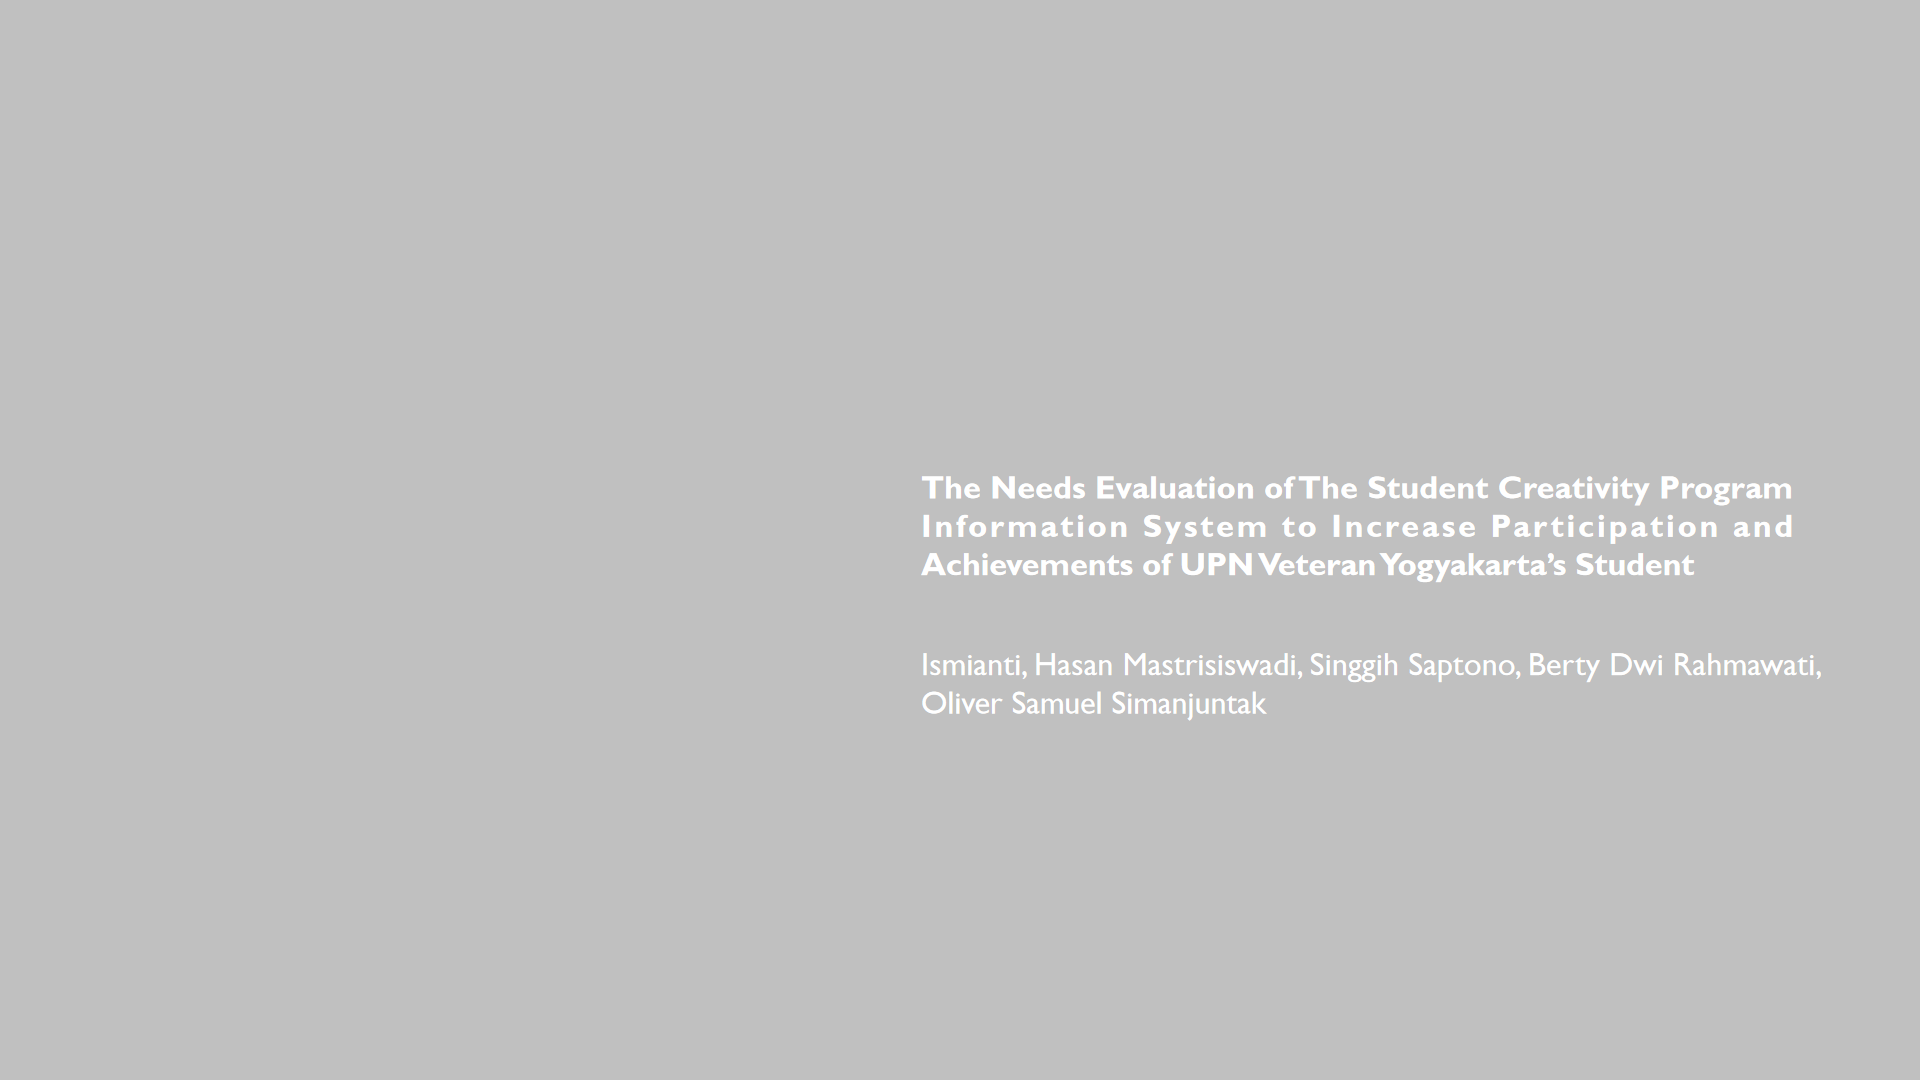 The Needs Evaluation of The Student Creativity Program
Information System to Increase Participation and
Achievements of UPN Veteran Yogyakarta’s Student
Ismianti, Hasan Mastrisiswadi, Singgih Saptono, Berty Dwi Rahmawati,
Oliver Samuel Simanjuntak